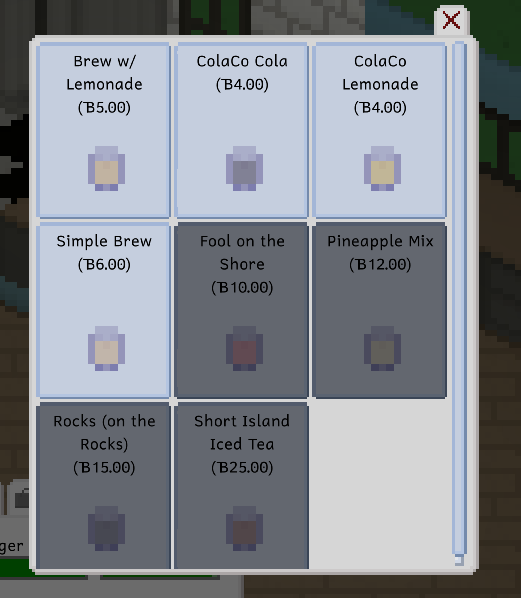 Brew w/
Lemonade
(Ƀ5.00)
ColaCo Cola
(Ƀ4.00)
ColaCo
Lemonade
(Ƀ4.00)
Simple Brew
(Ƀ6.00)
Fool on the
Shore
(Ƀ10.00)
Pineapple Mix
(Ƀ12.00)
Rocks (on the
Rocks)
(Ƀ15.00)
Short Island
Iced Tea
(Ƀ25.00)
ger